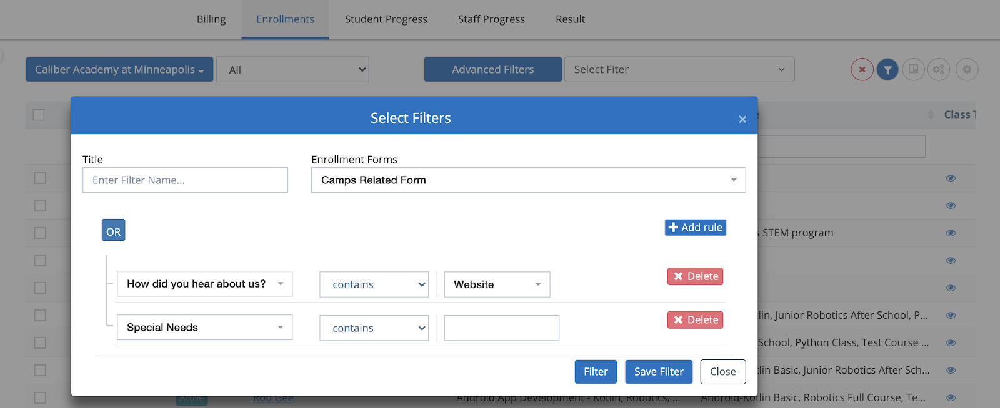 Billing Enrollments Student Progress Staff Progress Result
Caliber Academy at Minneapolis All Advanced Filters Select Fiter
Select Filters ×
Class
Title Enrollment Forms
Enter Filter Name... Camps Related Form
OR + Add rule
s STEM program
How did you hear about us? contains Website ✖ Delete
Special Needs contains ✖ Delete
lin, Junior Robotics After School, P...
School, Python Class, Test Course ...
Filter Save Filter Close
tlin Basic, Junior Robotics After Sch...
Active Rob Gee Android App Development - Kotlin, Robotics, ... Android-Kotlin Basic, Robotics Full Course, Te...